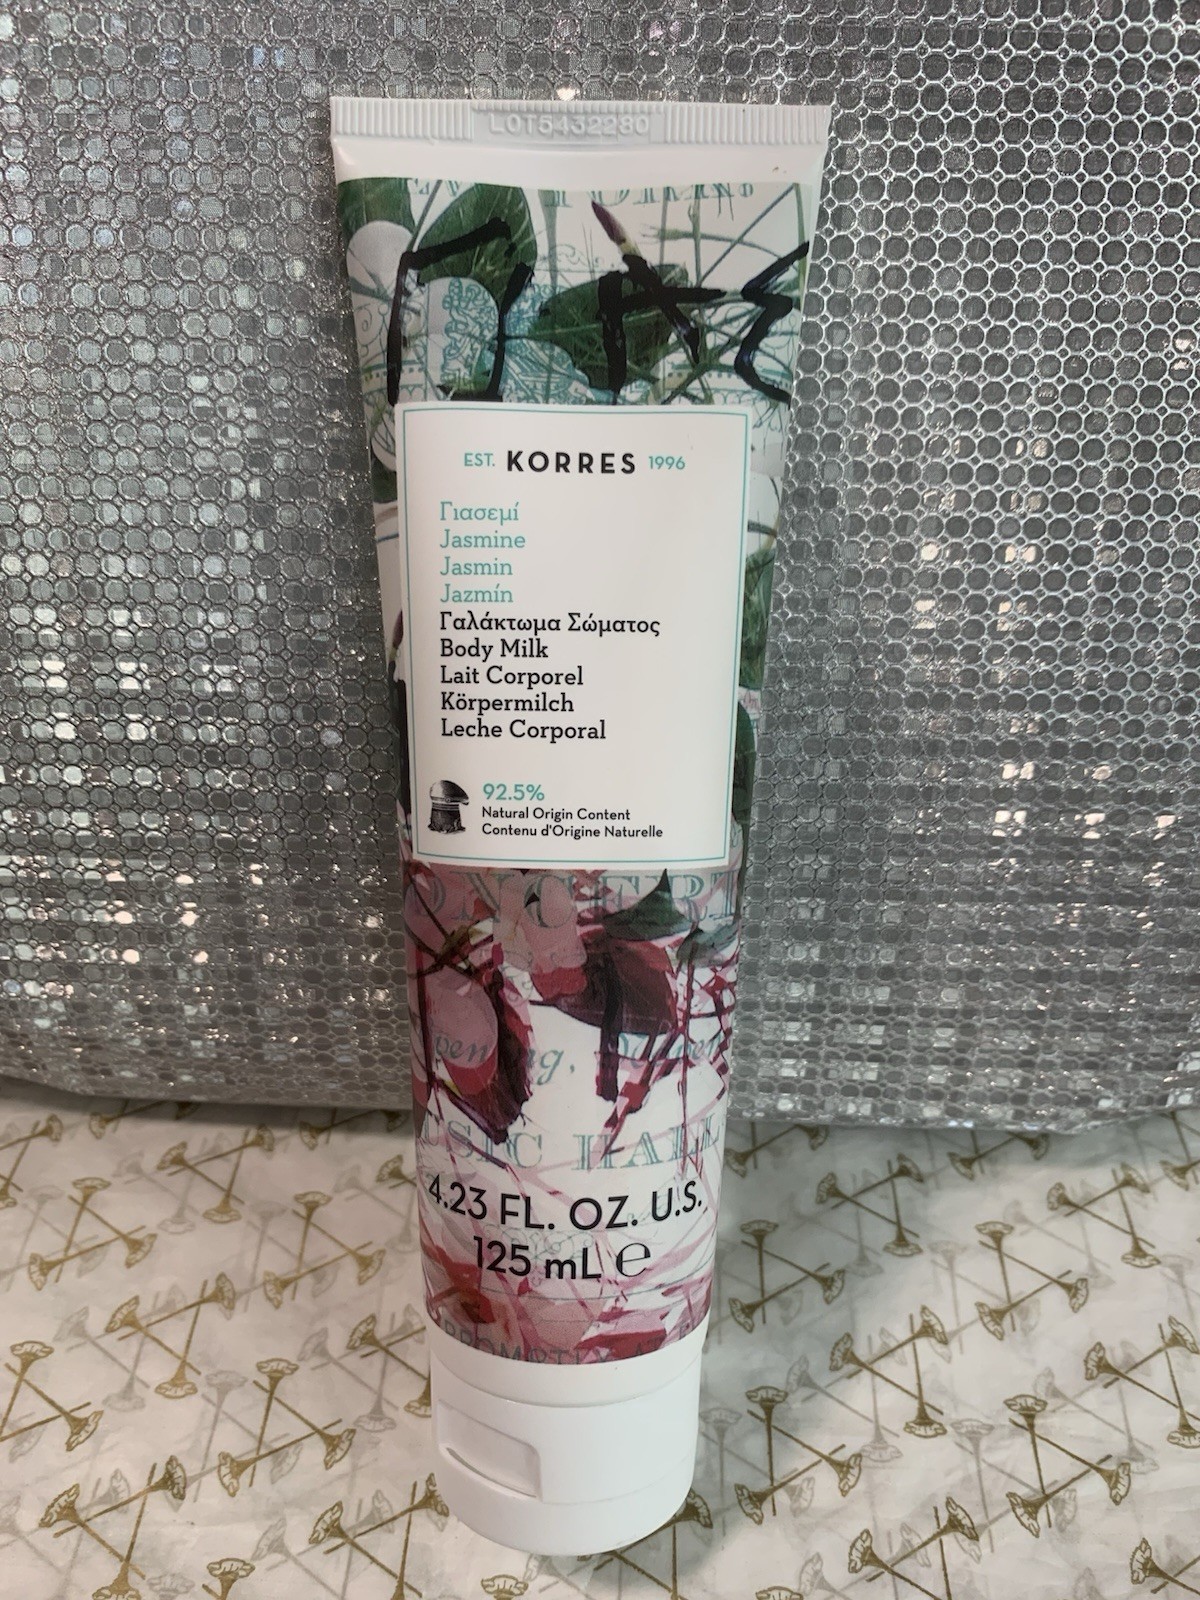 LOT5432280
EST. KORRES 1996
Γιασεμί
Jasmine
Jasmin
Jazmín
Γαλάκτωμα Σώματος
Body Milk
Lait Corporel
Körpermilch
Leche Corporal
92.5%
Natural Origin Content
Contenu d'Origine Naturelle
4.23 FL. OZ. U.S.
125 mL ℮